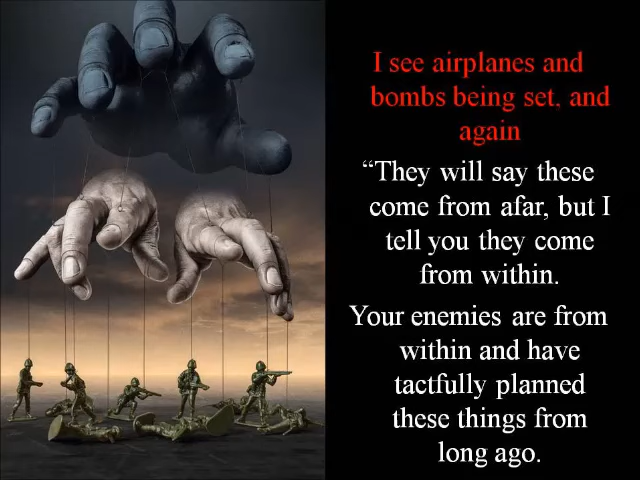 I see airplanes and
bombs being set, and
again
“They will say these
come from afar, but I
tell you they come
from within.
Your enemies are from
within and have
tactfully planned
these things from
long ago.